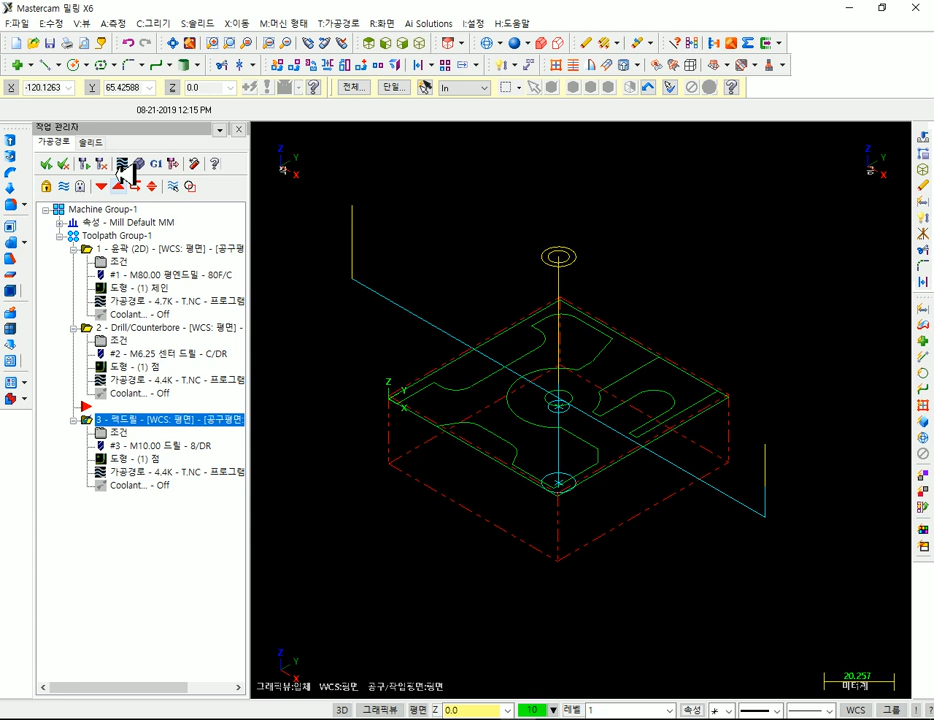 Mastercam 밀링 X6
F:파일 E:수정 V:뷰 A:측정 C:그리기 S:솔리드 X:이동 M:머신 형태 T:가공경로 R:화면 Ai Solutions I:설정 H:도움말
X -120.1263 Y 65.42588 Z 0.0 전체... 단일... In
08-21-2019 12:15 PM
작업 관리자
가공경로 솔리드
G1
Machine Group-1
속성 - Mill Default MM
Toolpath Group-1
1 - 윤곽 (2D) - [WCS: 평면] - [공구평
조건
#1 - M80.00 평엔드밀 - 80F/C
도형 - (1) 체인
가공경로 - 4.7K - T.NC - 프로그램
Coolant... - Off
2 - Drill/Counterbore - [WCS: 평면] -
조건
#2 - M6.25 센터 드릴 - C/DR
도형 - (1) 점
가공경로 - 4.4K - T.NC - 프로그램
Coolant... - Off
3 - 펙드릴 - [WCS: 평면] - [공구평면:
조건
#3 - M10.00 드릴 - 8/DR
도형 - (1) 점
가공경로 - 4.4K - T.NC - 프로그램
Coolant... - Off
Z
Y
X
Z
Y
X
Z
Y
X
Z
Y
X
그래픽뷰:입체 WCS:평면 공구/작업평면:평면
20.257
미터계
3D 그래픽뷰 평면 Z 0.0 10 레벨 1 속성 WCS 그룹 ! ?